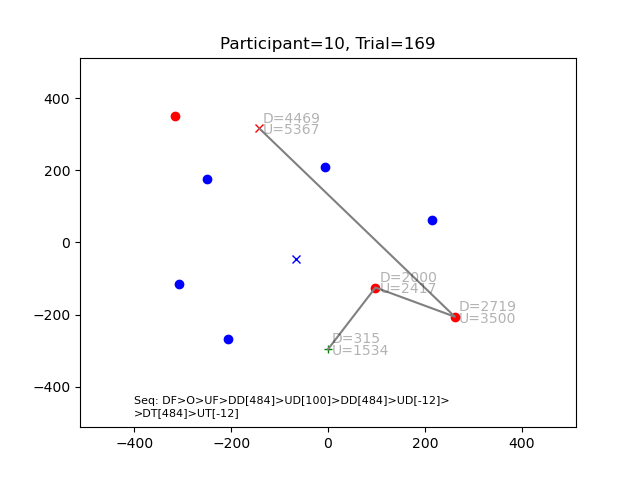 Participant=10, Trial=169
400
200
0
−200
−400
−400
−200
0
200
400
D=4469
U=5367
D=2000
U=2417
D=2719
U=3500
D=315
U=1534
Seq: DF>O>UF>DD[484]>UD[100]>DD[484]>UD[-12]>
>DT[484]>UT[-12]